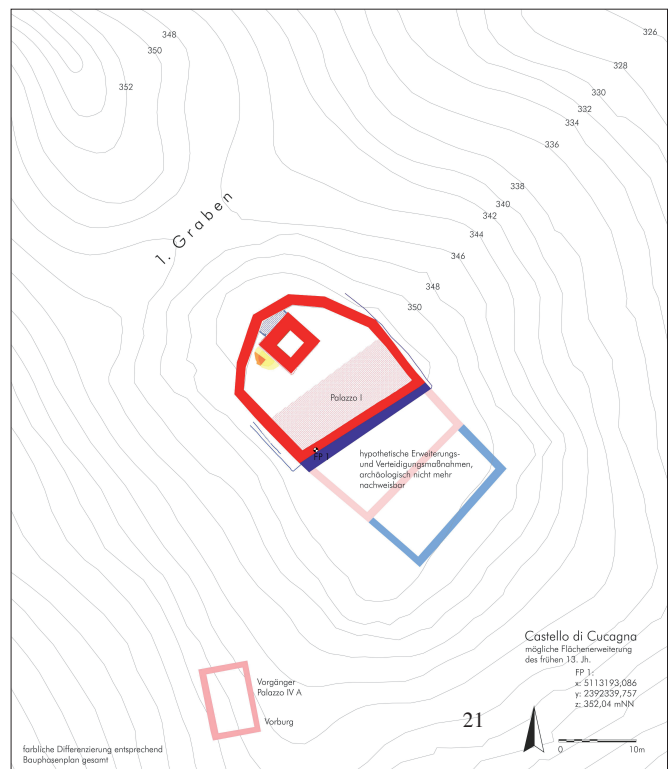 348
350
352
326
328
330
332
334
336
338
340
342
344
346
348
350
1. Graben
Palazzo I
FP 1
hypothetische Erweiterungs-
und Verteidigungsmaßnahmen,
archäologisch nicht mehr
nachweisbar
Vorgänger
Palazzo IV A
Vorburg
Castello di Cucagna
mögliche Flächenerweiterung
des frühen 13. Jh.
FP 1:
x: 5113193,086
y: 2392339,757
z: 352,04 mNN
21
0 10m
farbliche Differenzierung entsprechend
Bauphasenplan gesamt